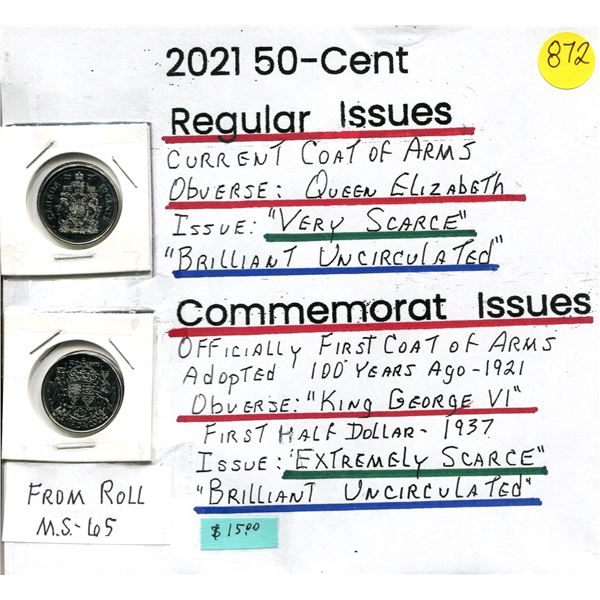 2021 50-Cent
872
Regular Issues
CURRENT COAT OF ARMS
OBVERSE: QUEEN ELIZABETH
ISSUE: "VERY SCARCE"
"BRILLIANT UNCIRCULATED"
Commemorat Issues
OFFICIALLY FIRST COAT OF ARMS
ADOPTED 100 YEARS AGO-1921
OBVERSE: "KING GEORGE VI"
FIRST HALF DOLLAR- 1937
ISSUE: "EXTREMELY SCARCE"
"BRILLIANT UNCIRCULATED"
FROM ROLL
M.S.-65
$15.00